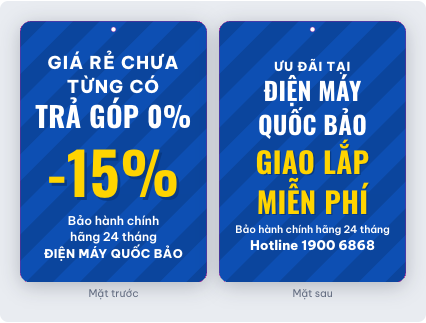 GIÁ RẺ CHƯA
TỪNG CÓ
TRẢ GÓP 0%
-15%
Bảo hành chính
hãng 24 tháng
ĐIỆN MÁY QUỐC BẢO
Mặt trước
ƯU ĐÃI TẠI
ĐIỆN MÁY
QUỐC BẢO
GIAO LẮP
MIỄN PHÍ
Bảo hành chính hãng 24 tháng
Hotline 1900 6868
Mặt sau